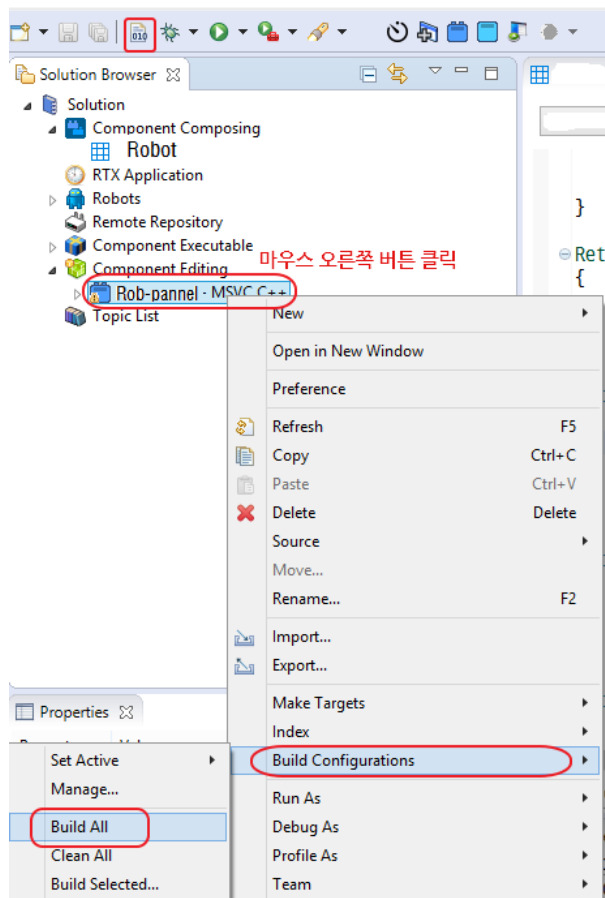 010
Solution Browser
Solution
Component Composing
Robot
RTX Application
Robots
}
Remote Repository
Component Executable
마우스 오른쪽 버튼 클릭
Ret
Component Editing
{
Rob-pannel - MSVC C++
New
Topic List
Open in New Window
Preference
Refresh F5
Copy Ctrl+C
Paste Ctrl+V
Delete Delete
Source
Move...
Rename... F2
Import...
Export...
Properties
Make Targets
Index
Set Active
Build Configurations
Manage...
Run As
Build All
Debug As
Clean All
Profile As
Build Selected...
Team